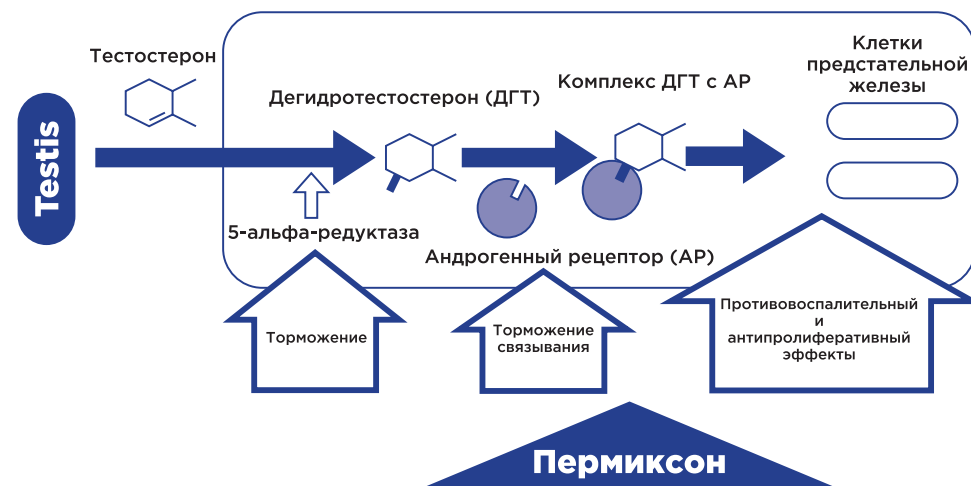 Testis
Тестостерон
Дегидротестостерон (ДГТ)
Комплекс ДГТ с АР
Клетки
предстательной
железы
5-альфа-редуктаза
Андрогенный рецептор (АР)
Торможение
Торможение
связывания
Противовоспалительный
и
антипролиферативный
эффекты
Пермиксон